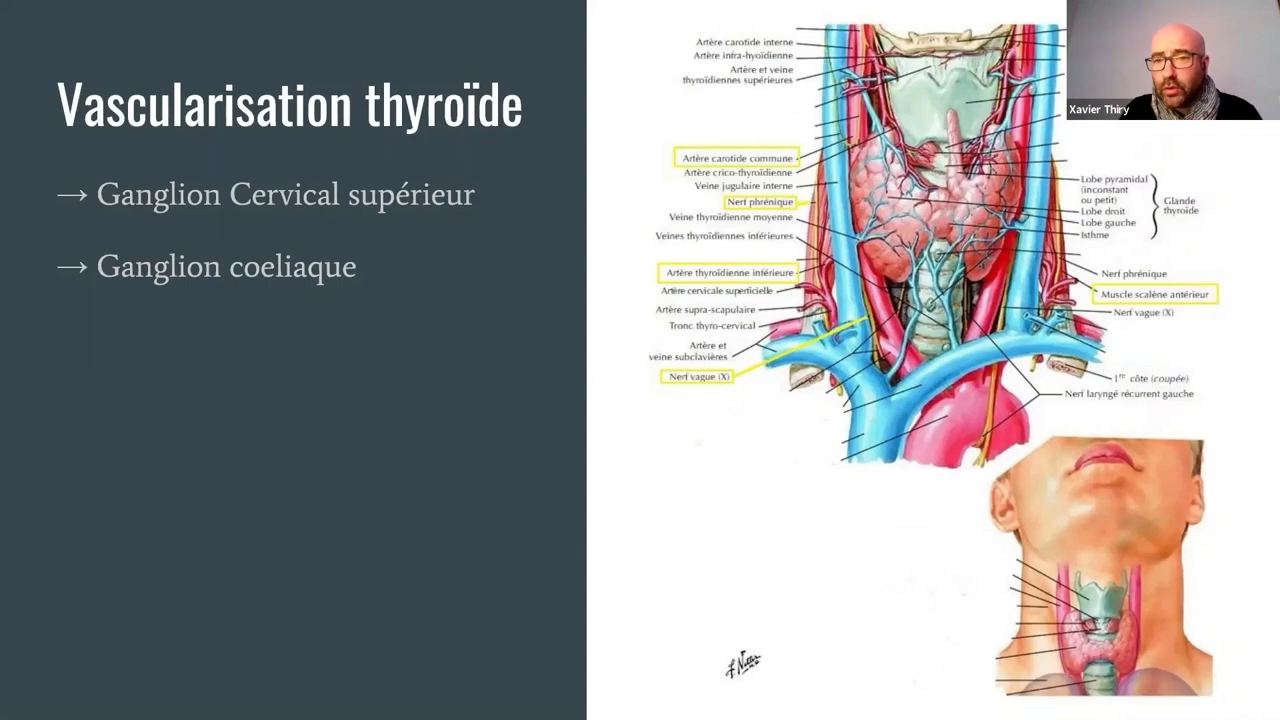 Vascularisation thyroïde
→ Ganglion Cervical supérieur
→ Ganglion coeliaque
Artère carotide interne
Artère infra-hyoïdienne
Artère et veine
thyroïdiennes supérieures
Artère carotide commune
Artère crico-thyroïdienne
Veine jugulaire interne
Nerf phrénique
Veine thyroïdienne moyenne
Veines thyroïdiennes inférieures
Artère thyroïdienne inférieure
Artère cervicale superficielle
Artère supra-scapulaire
Tronc thyro-cervical
Artère et
veine subclavières
Nerf vague (X)
Lobe pyramidal
(inconstant
ou petit)
Lobe droit
Lobe gauche
Isthme
Glande
thyroïde
Nerf phrénique
Muscle scalène antérieur
Nerf vague (X)
1re côte (coupée)
Nerf laryngé récurrent gauche
F. Netter
Xavier Thiry